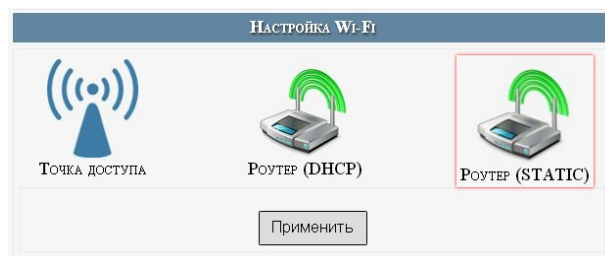 Настройка Wi-Fi
Точка доступа
Роутер (DHCP)
Роутер (STATIC)
Применить